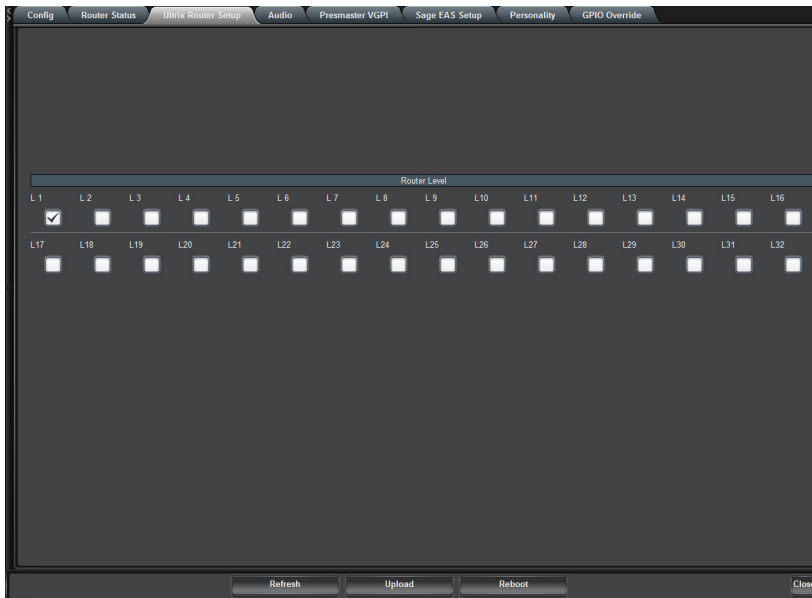 Config Router Status Ultrix Router Setup Audio Presmaster VGPI Sage EAS Setup Personality GPIO Override
Router Level
L 1 L 2 L 3 L 4 L 5 L 6 L 7 L 8 L 9 L10 L11 L12 L13 L14 L15 L16
L17 L18 L19 L20 L21 L22 L23 L24 L25 L26 L27 L28 L29 L30 L31 L32
Refresh Upload Reboot Close